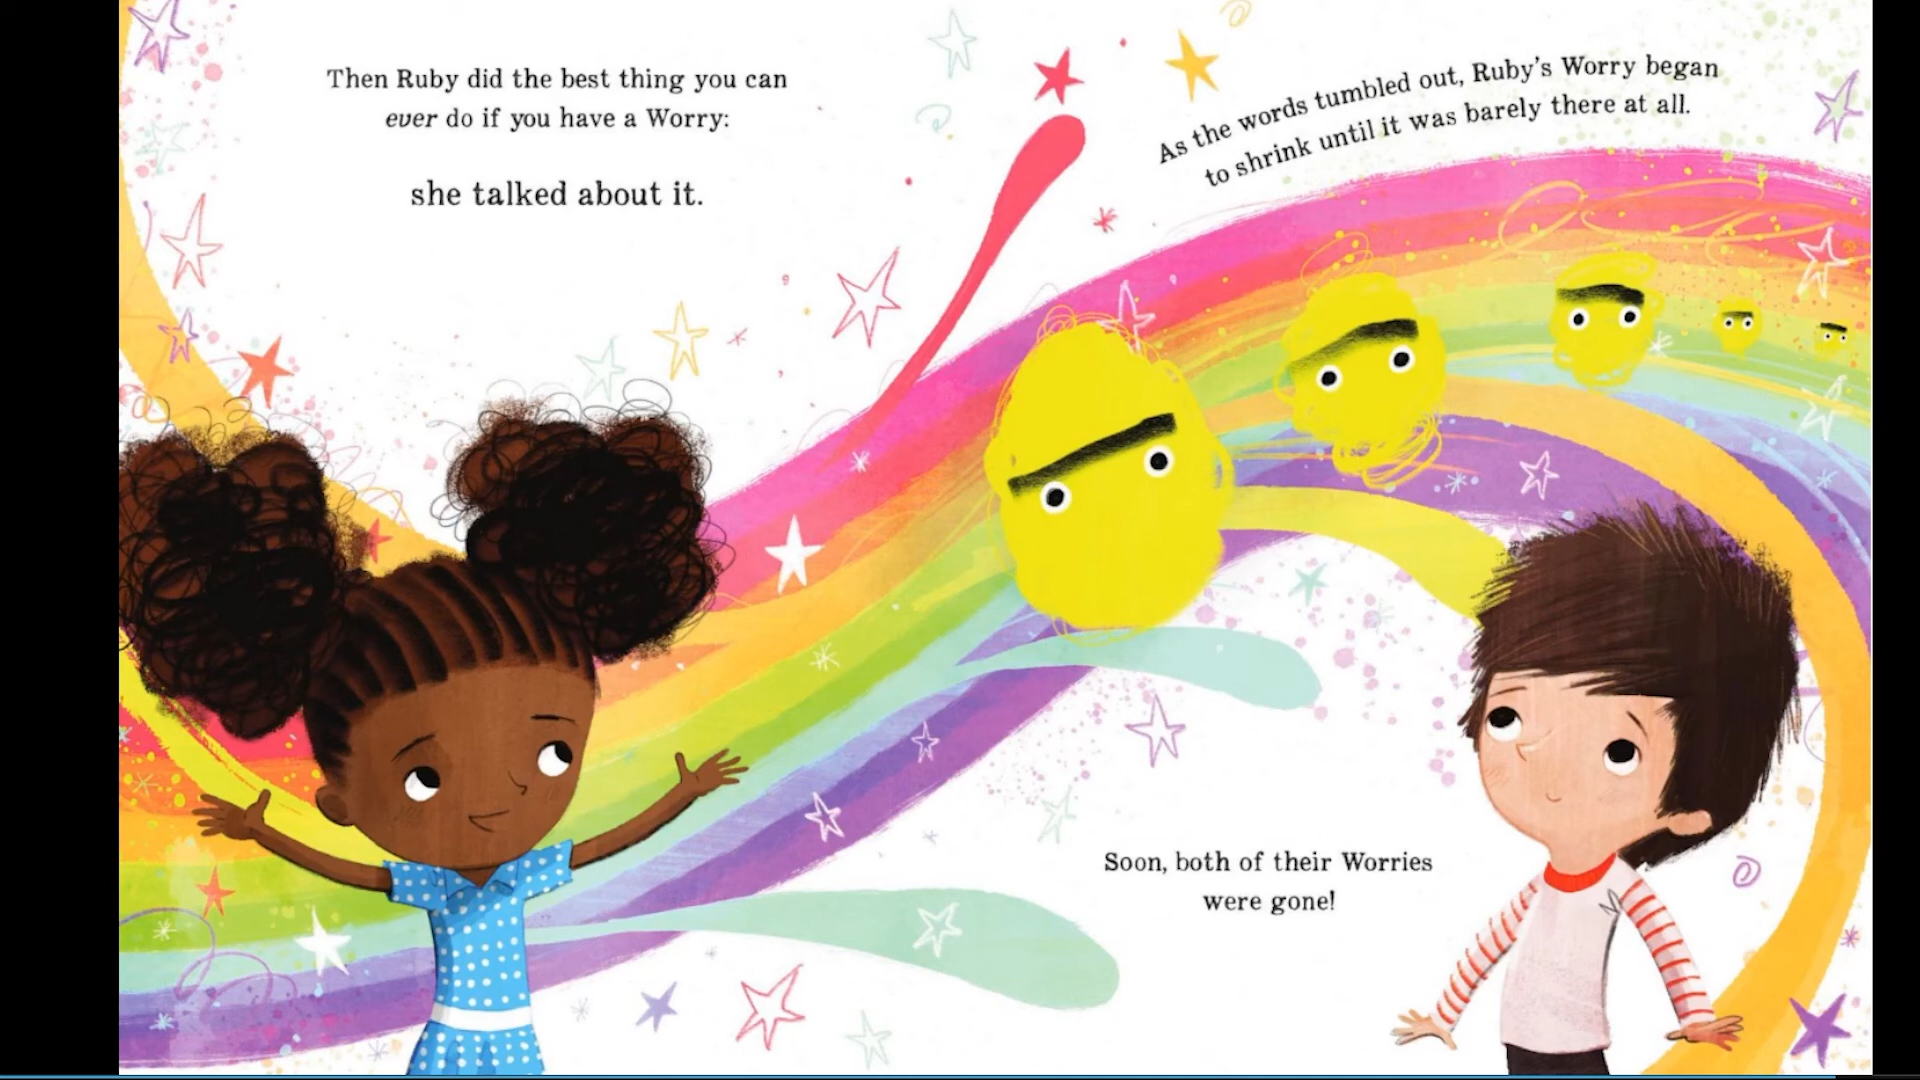 Then Ruby did the best thing you can
ever do if you have a Worry:
she talked about it.
As the words tumbled out, Ruby’s Worry began
to shrink until it was barely there at all.
Soon, both of their Worries
were gone!